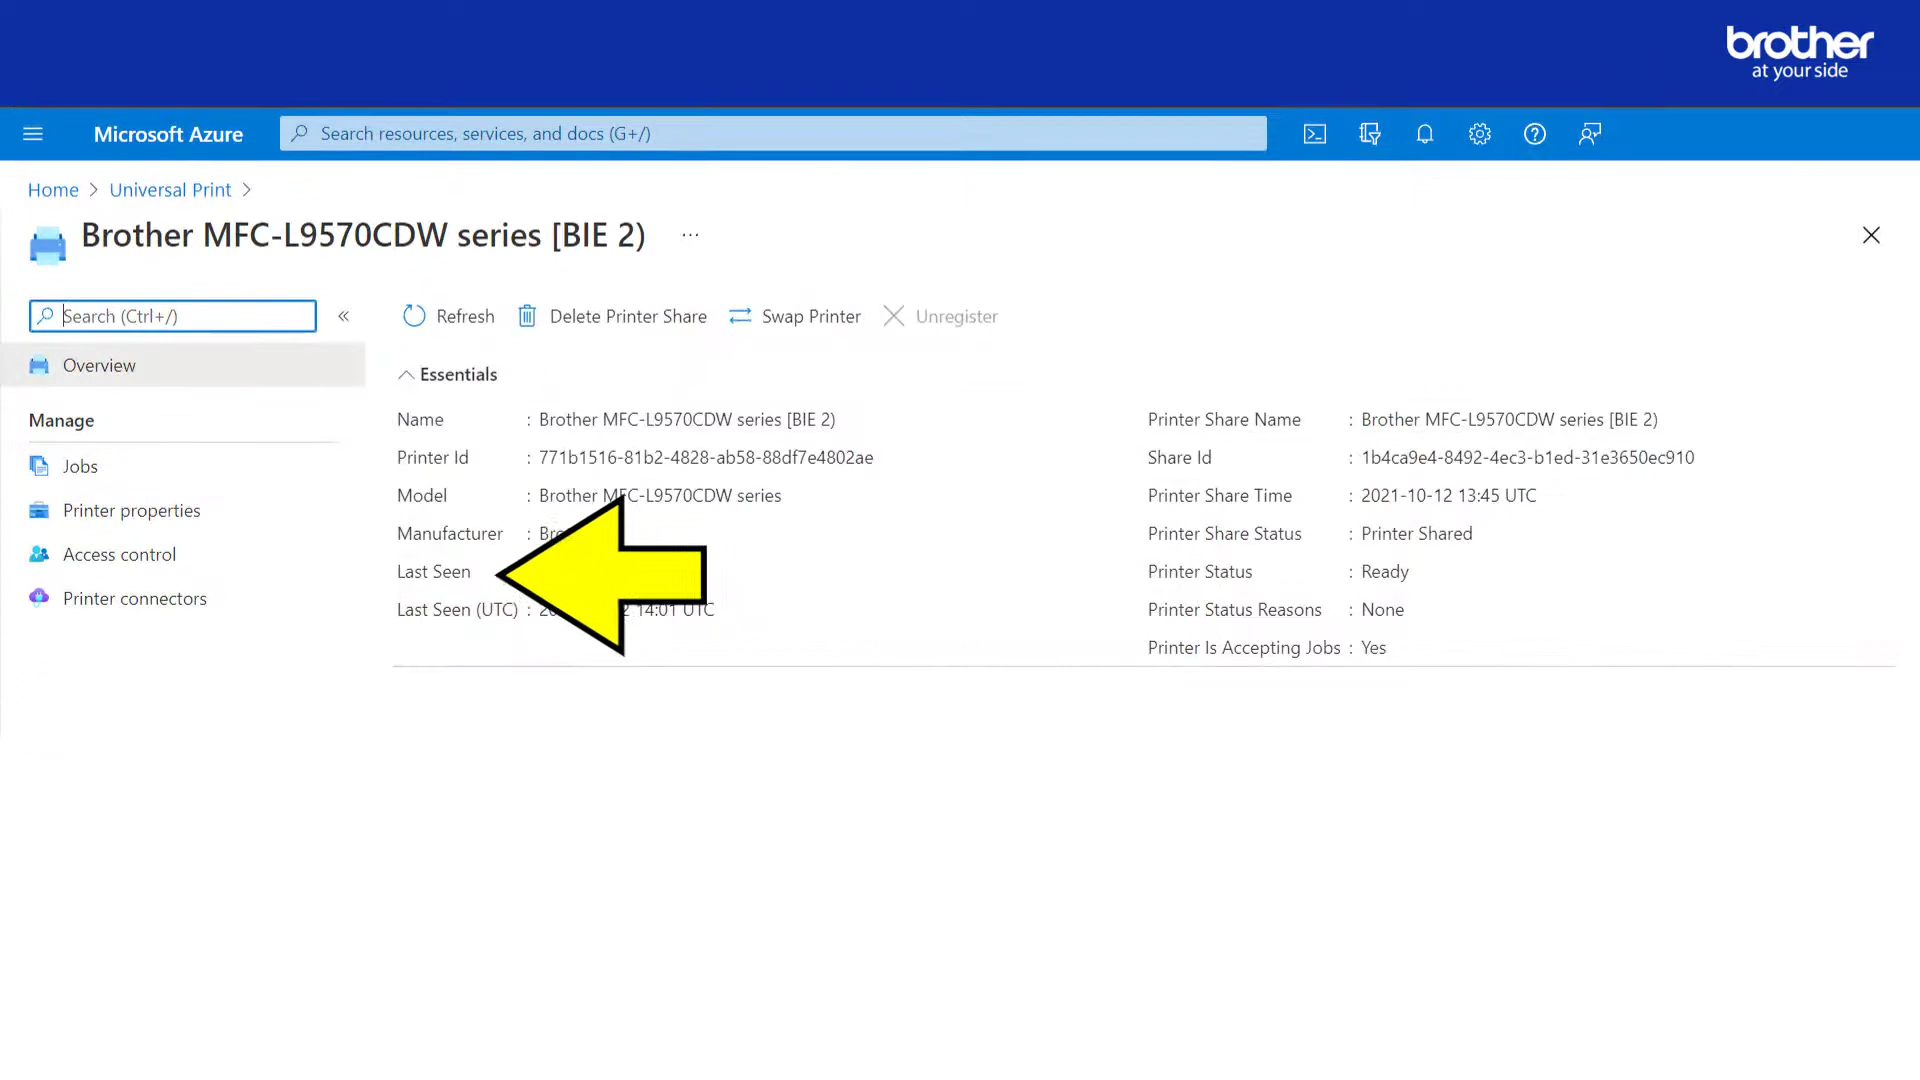 brother
at your side
Microsoft Azure
Search resources, services, and docs (G+/)
Home > Universal Print >
Brother MFC-L9570CDW series [BIE 2) ...
Search (Ctrl+/) «
Refresh Delete Printer Share Swap Printer Unregister
Overview
Essentials
Manage
Jobs
Printer properties
Access control
Printer connectors
Name : Brother MFC-L9570CDW series [BIE 2)
Printer Id : 771b1516-81b2-4828-ab58-88df7e4802ae
Model : Brother MFC-L9570CDW series
Manufacturer :
Last Seen
Last Seen (UTC) : 14:01 UTC
Printer Share Name : Brother MFC-L9570CDW series [BIE 2)
Share Id : 1b4ca9e4-8492-4ec3-b1ed-31e3650ec910
Printer Share Time : 2021-10-12 13:45 UTC
Printer Share Status : Printer Shared
Printer Status : Ready
Printer Status Reasons : None
Printer Is Accepting Jobs : Yes